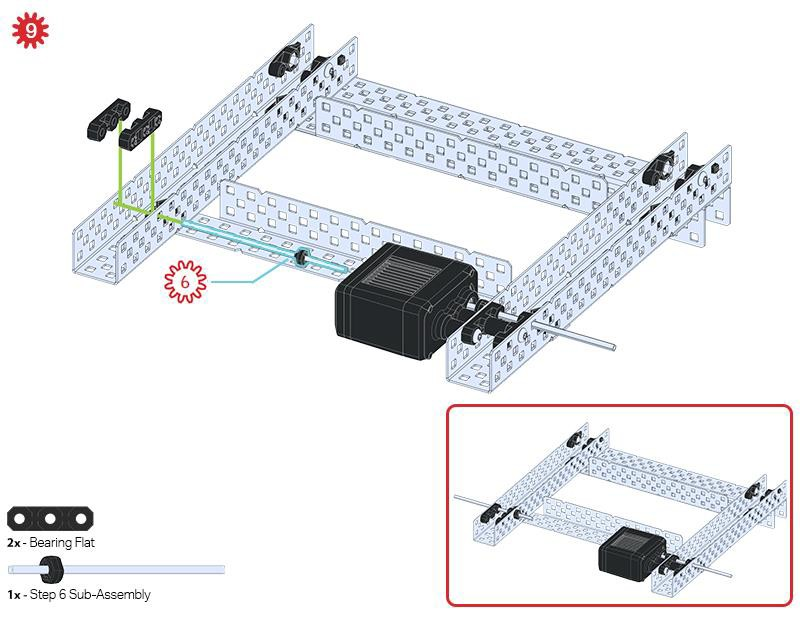 9
6
2x - Bearing Flat
1x - Step 6 Sub-Assembly